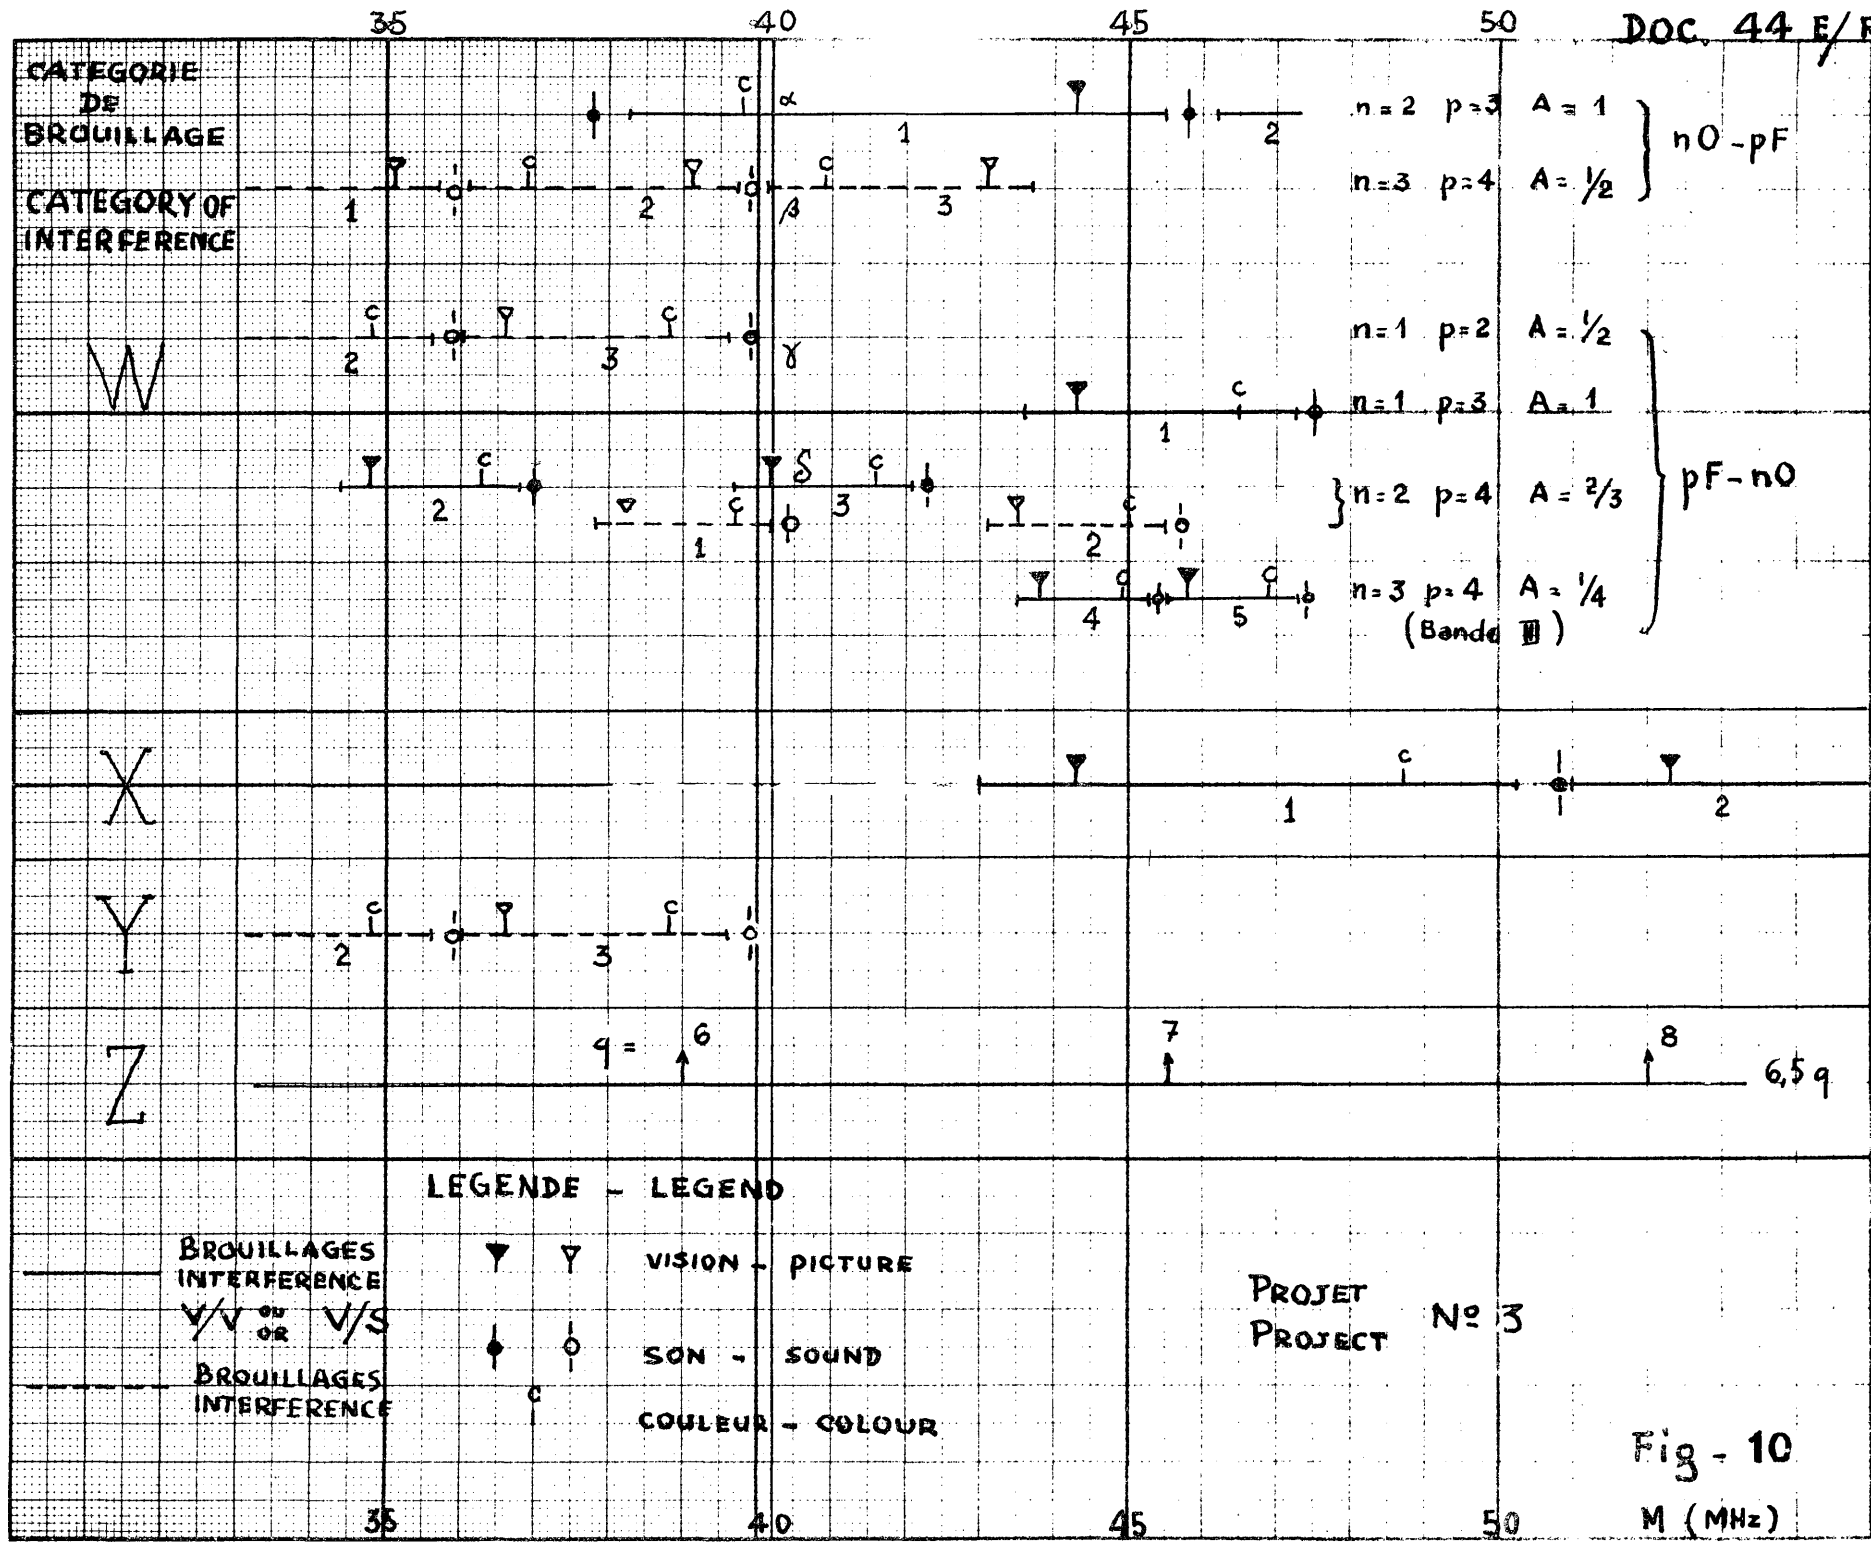 35 40 45 50 DOC. 44 E/F
CATEGORIE
DE
BROUILLAGE
CATEGORY OF
INTERFERENCE
c α 1 2 n=2 p=3 A=1
nO-pF
1 c 2 β c 3 n=3 p=4 A=1/2
W
c 2 c 3 γ n=1 p=2 A=1/2
c 1 n=1 p=3 A=1
pF-nO
c 2 δ c 3
c 1 c 2 n=2 p=4 A=2/3
c 4 c 5 n=3 p=4 A=1/4
(Bande III)
X c 1 2
Y c 2 c 3
Z q = 6 7 8 6,5 q
LEGENDE - LEGEND
BROUILLAGES
INTERFERENCE
V/V ou V/S
OR
VISION - PICTURE
SON - SOUND
BROUILLAGES
INTERFERENCE
c
COULEUR - COLOUR
PROJET
PROJECT
Nº 3
Fig - 10
35 40 45 50 M (MHz)